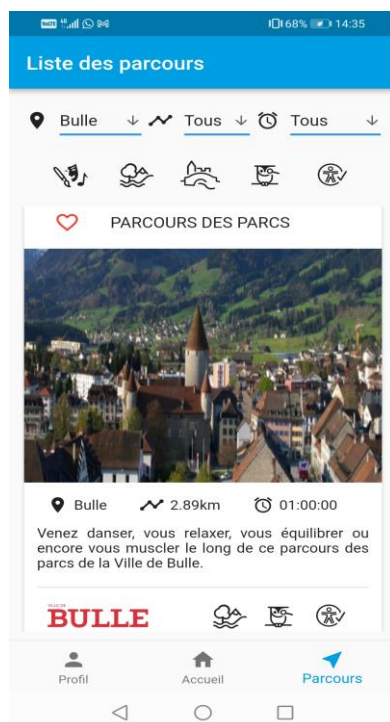 68% 14:35
Liste des parcours
Bulle Tous Tous
PARCOURS DES PARCS
Bulle 2.89km 01:00:00
Venez danser, vous relaxer, vous équilibrer ou
encore vous muscler le long de ce parcours des
parcs de la Ville de Bulle.
BULLE
Profil Accueil Parcours